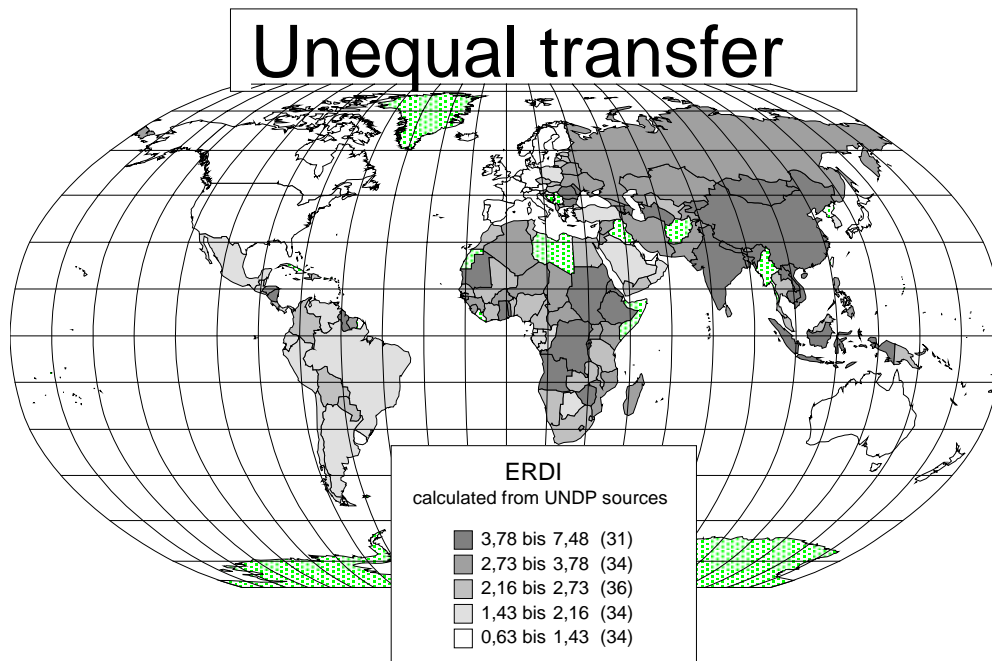 Unequal transfer
ERDI
calculated from UNDP sources
3,78 bis 7,48 (31)
2,73 bis 3,78 (34)
2,16 bis 2,73 (36)
1,43 bis 2,16 (34)
0,63 bis 1,43 (34)